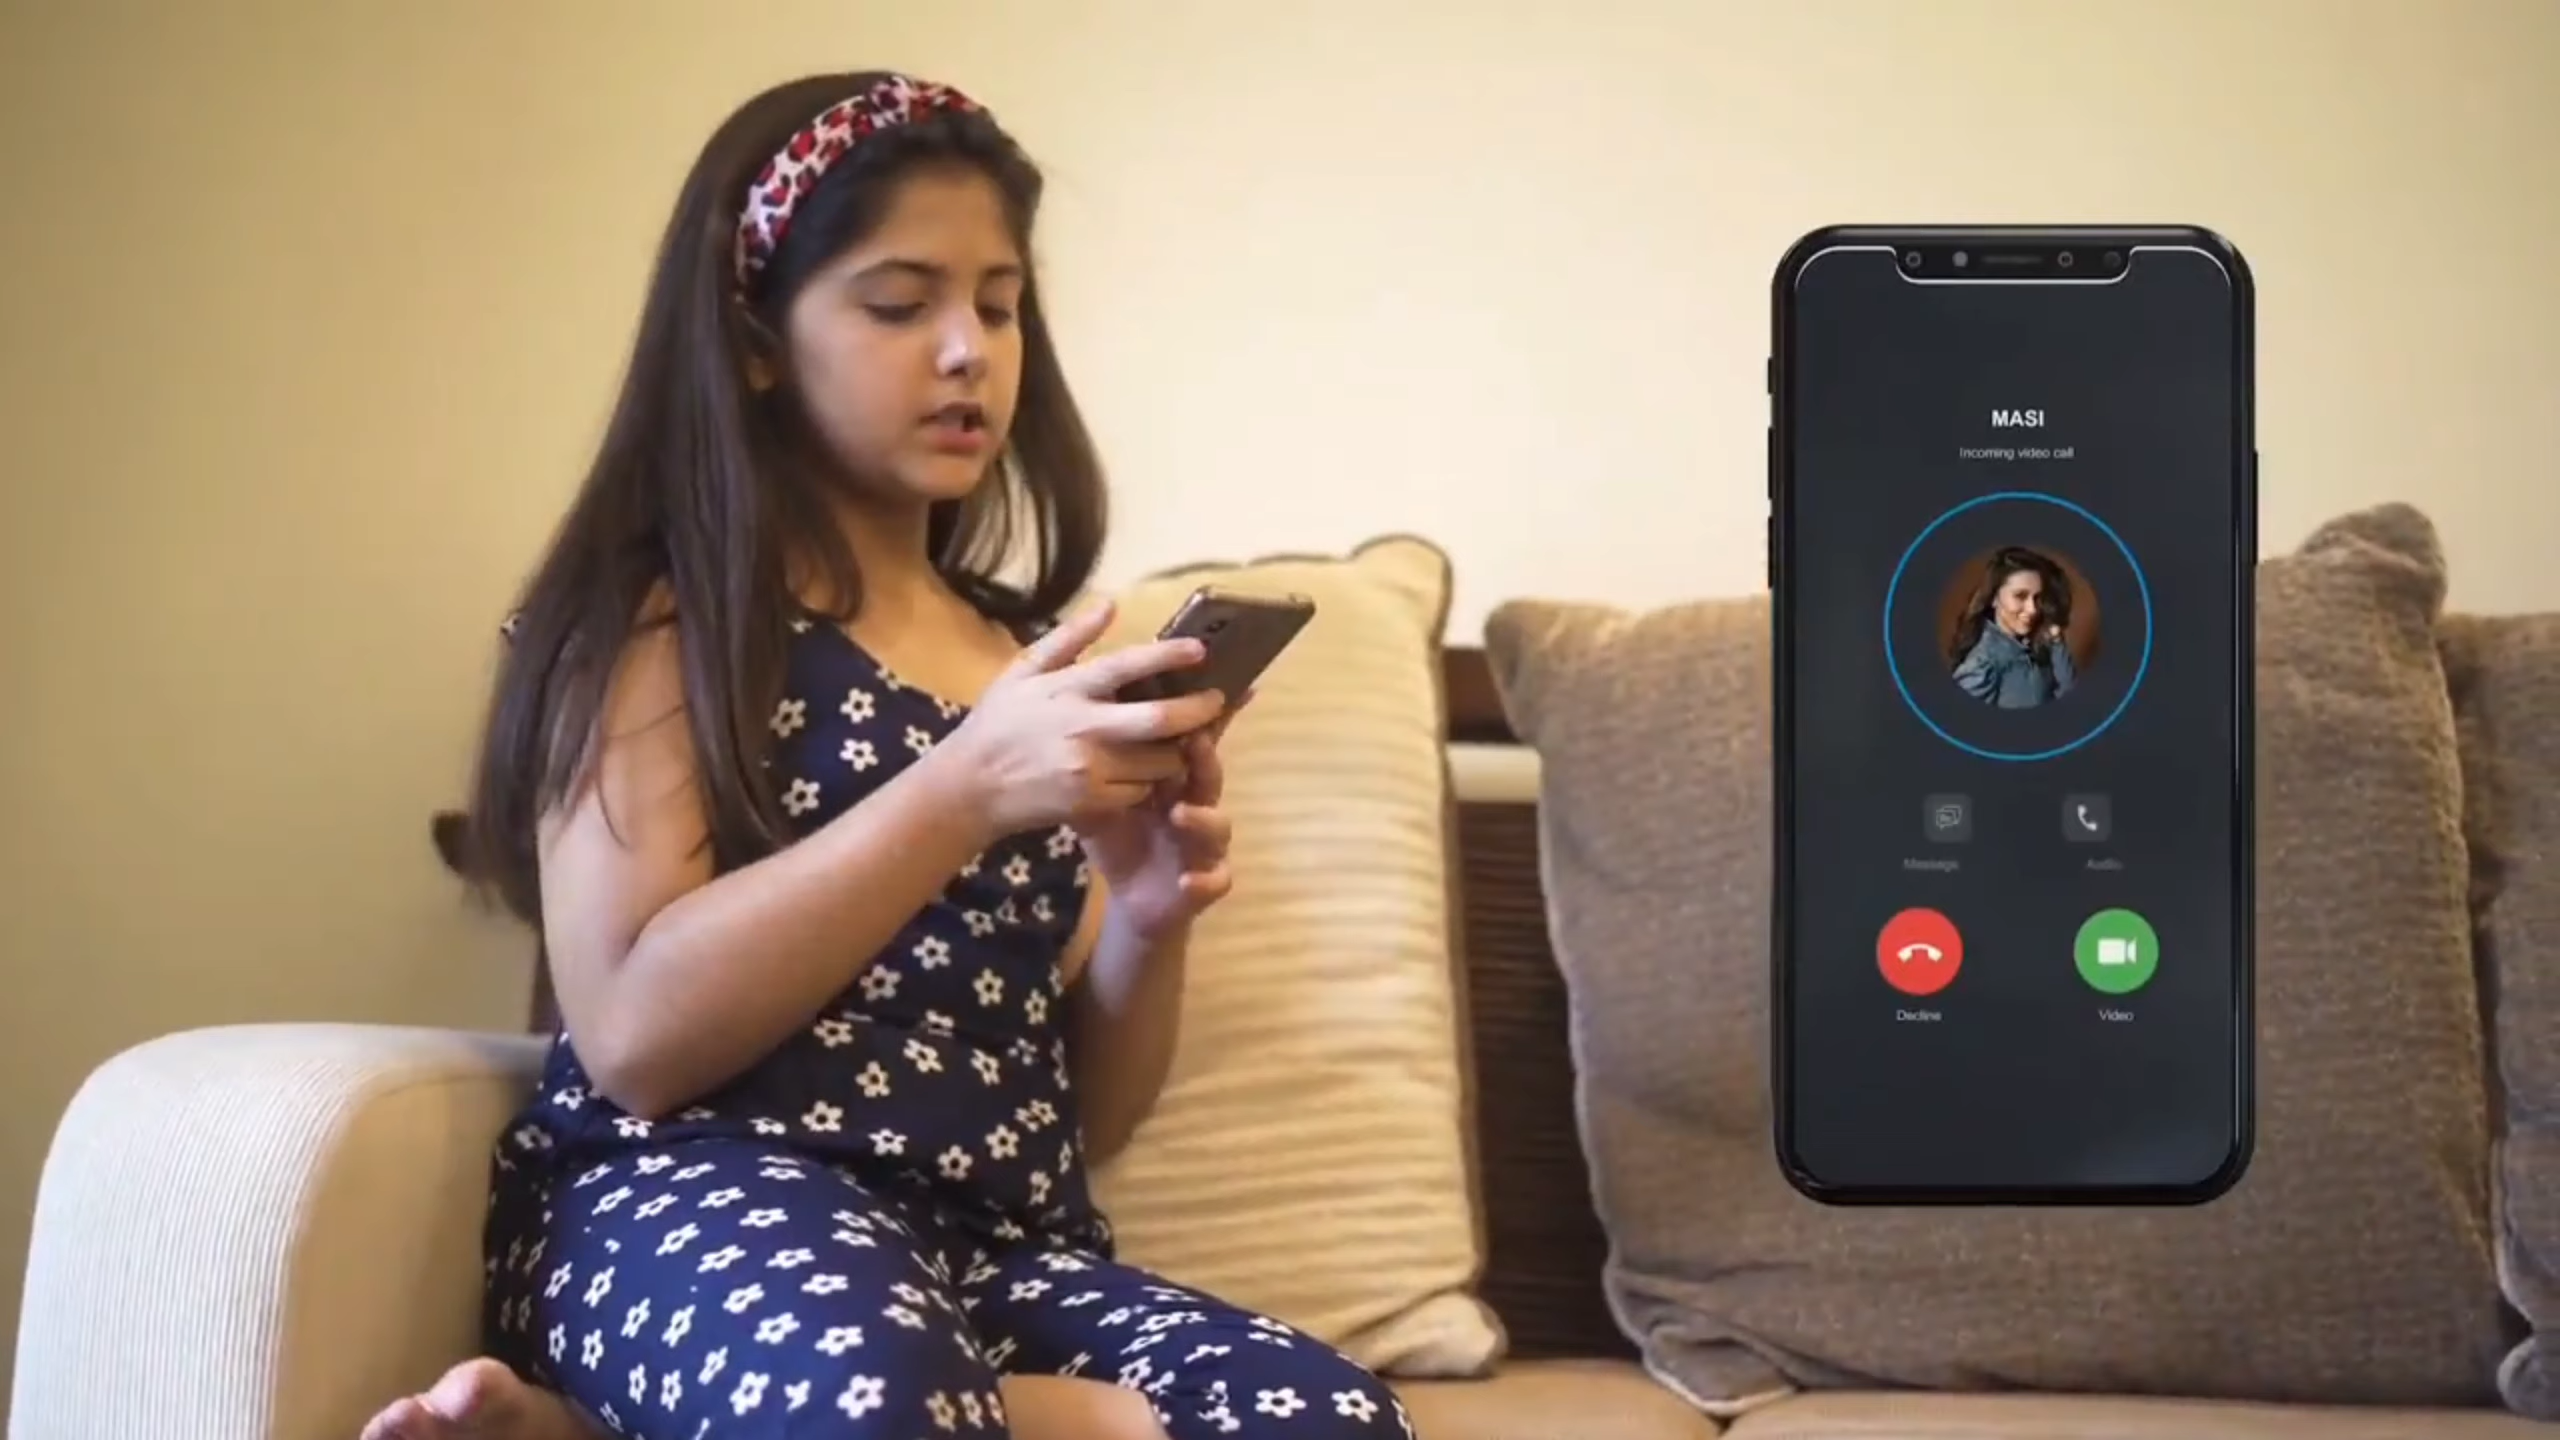 MASI
Incoming video call
Message
Audio
Decline
Video